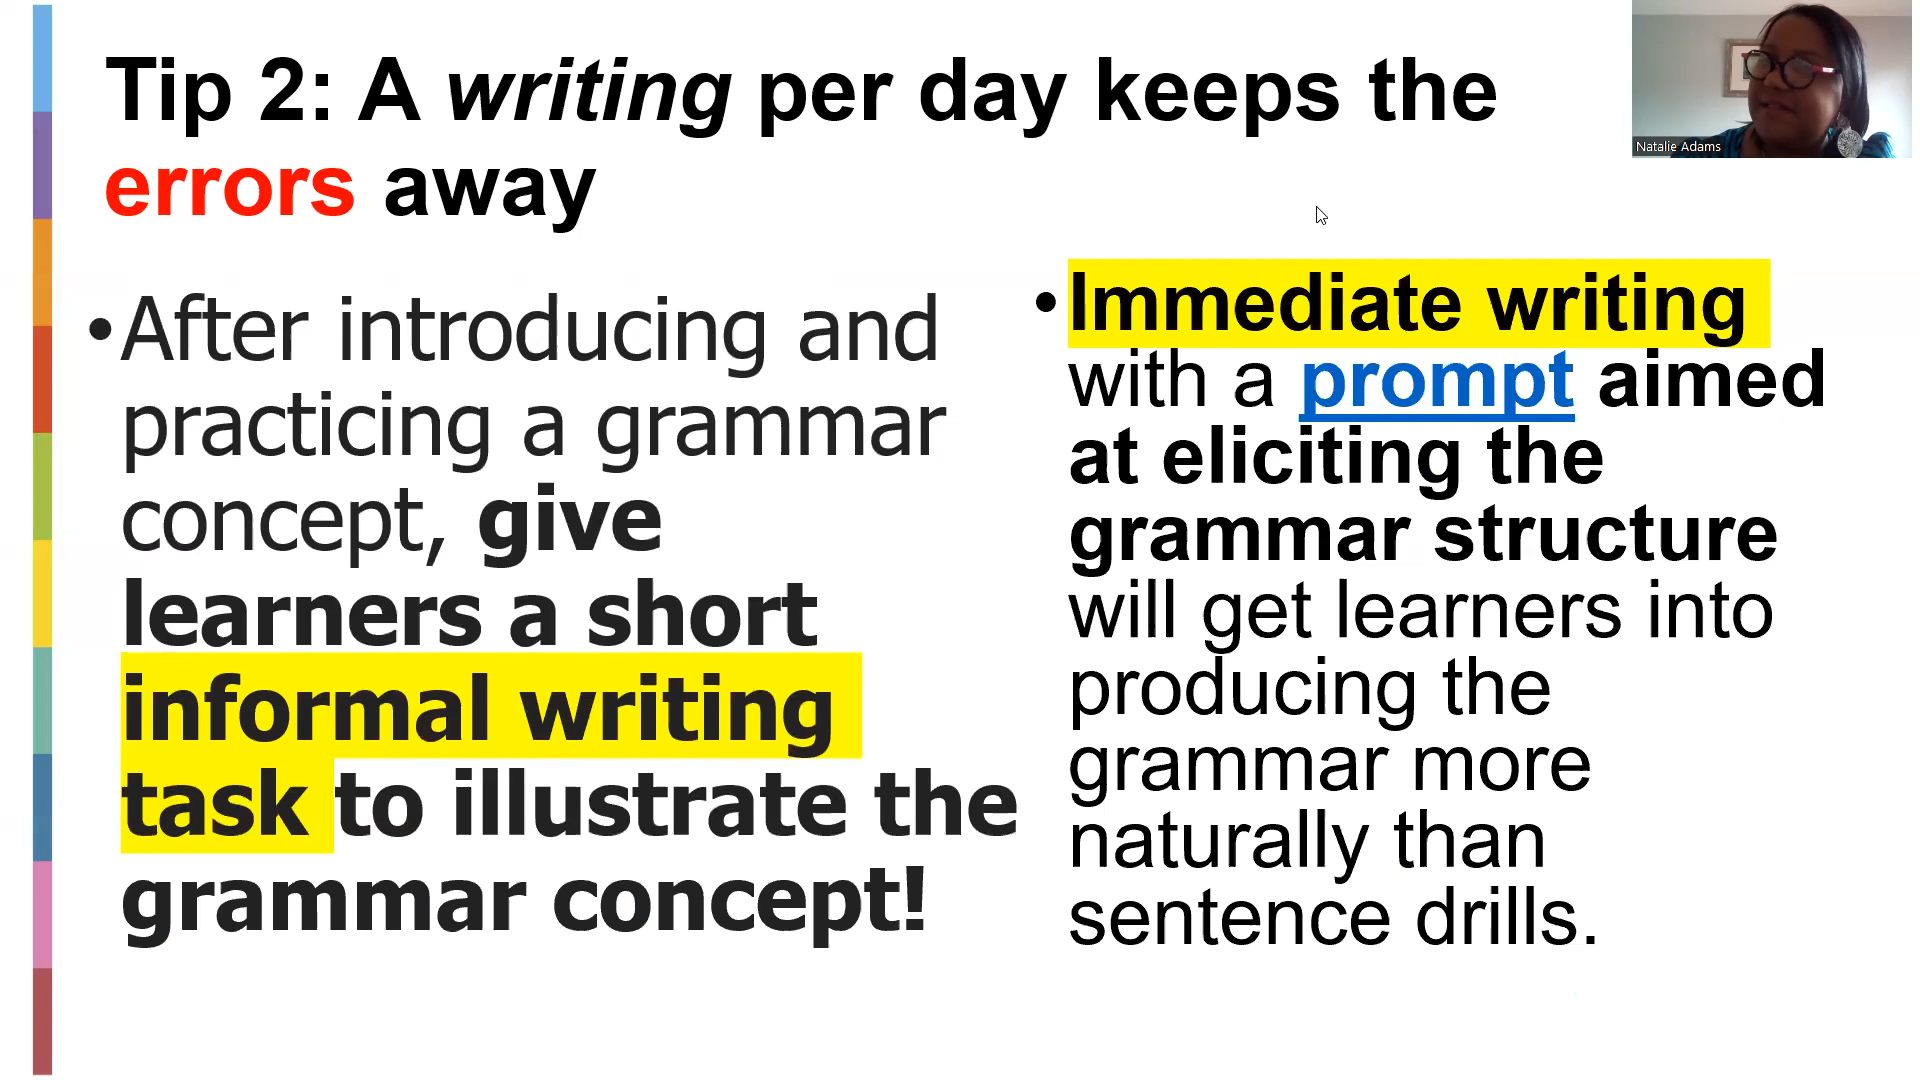 Tip 2: A writing per day keeps the
errors away
•After introducing and
practicing a grammar
concept, give
learners a short
informal writing
task to illustrate the
grammar concept!
•Immediate writing
with a prompt aimed
at eliciting the
grammar structure
will get learners into
producing the
grammar more
naturally than
sentence drills.
Natalie Adams